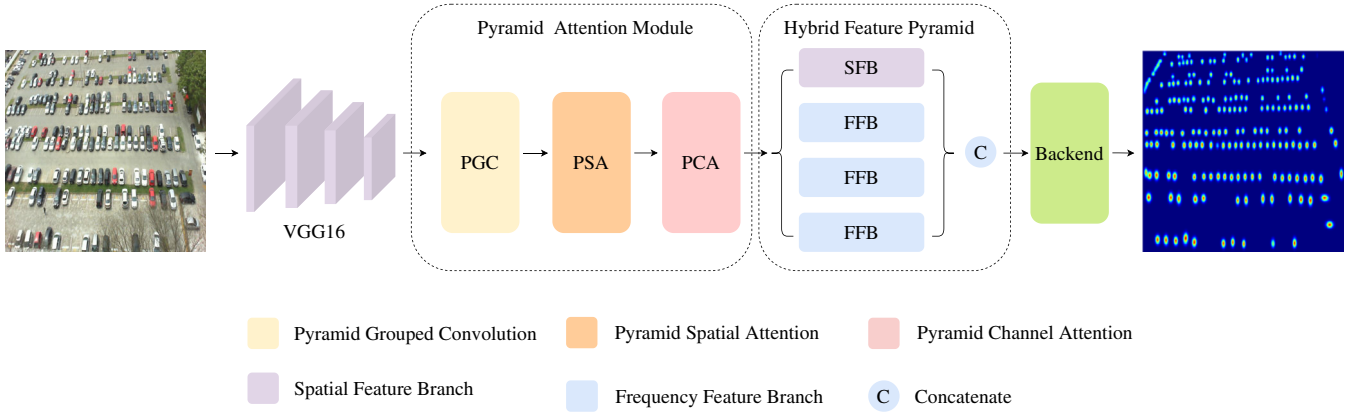 Pyramid Attention Module
Hybrid Feature Pyramid
VGG16
PGC
PSA
PCA
SFB
FFB
FFB
FFB
C
Backend
Pyramid Grouped Convolution
Pyramid Spatial Attention
Pyramid Channel Attention
Spatial Feature Branch
Frequency Feature Branch
C
Concatenate